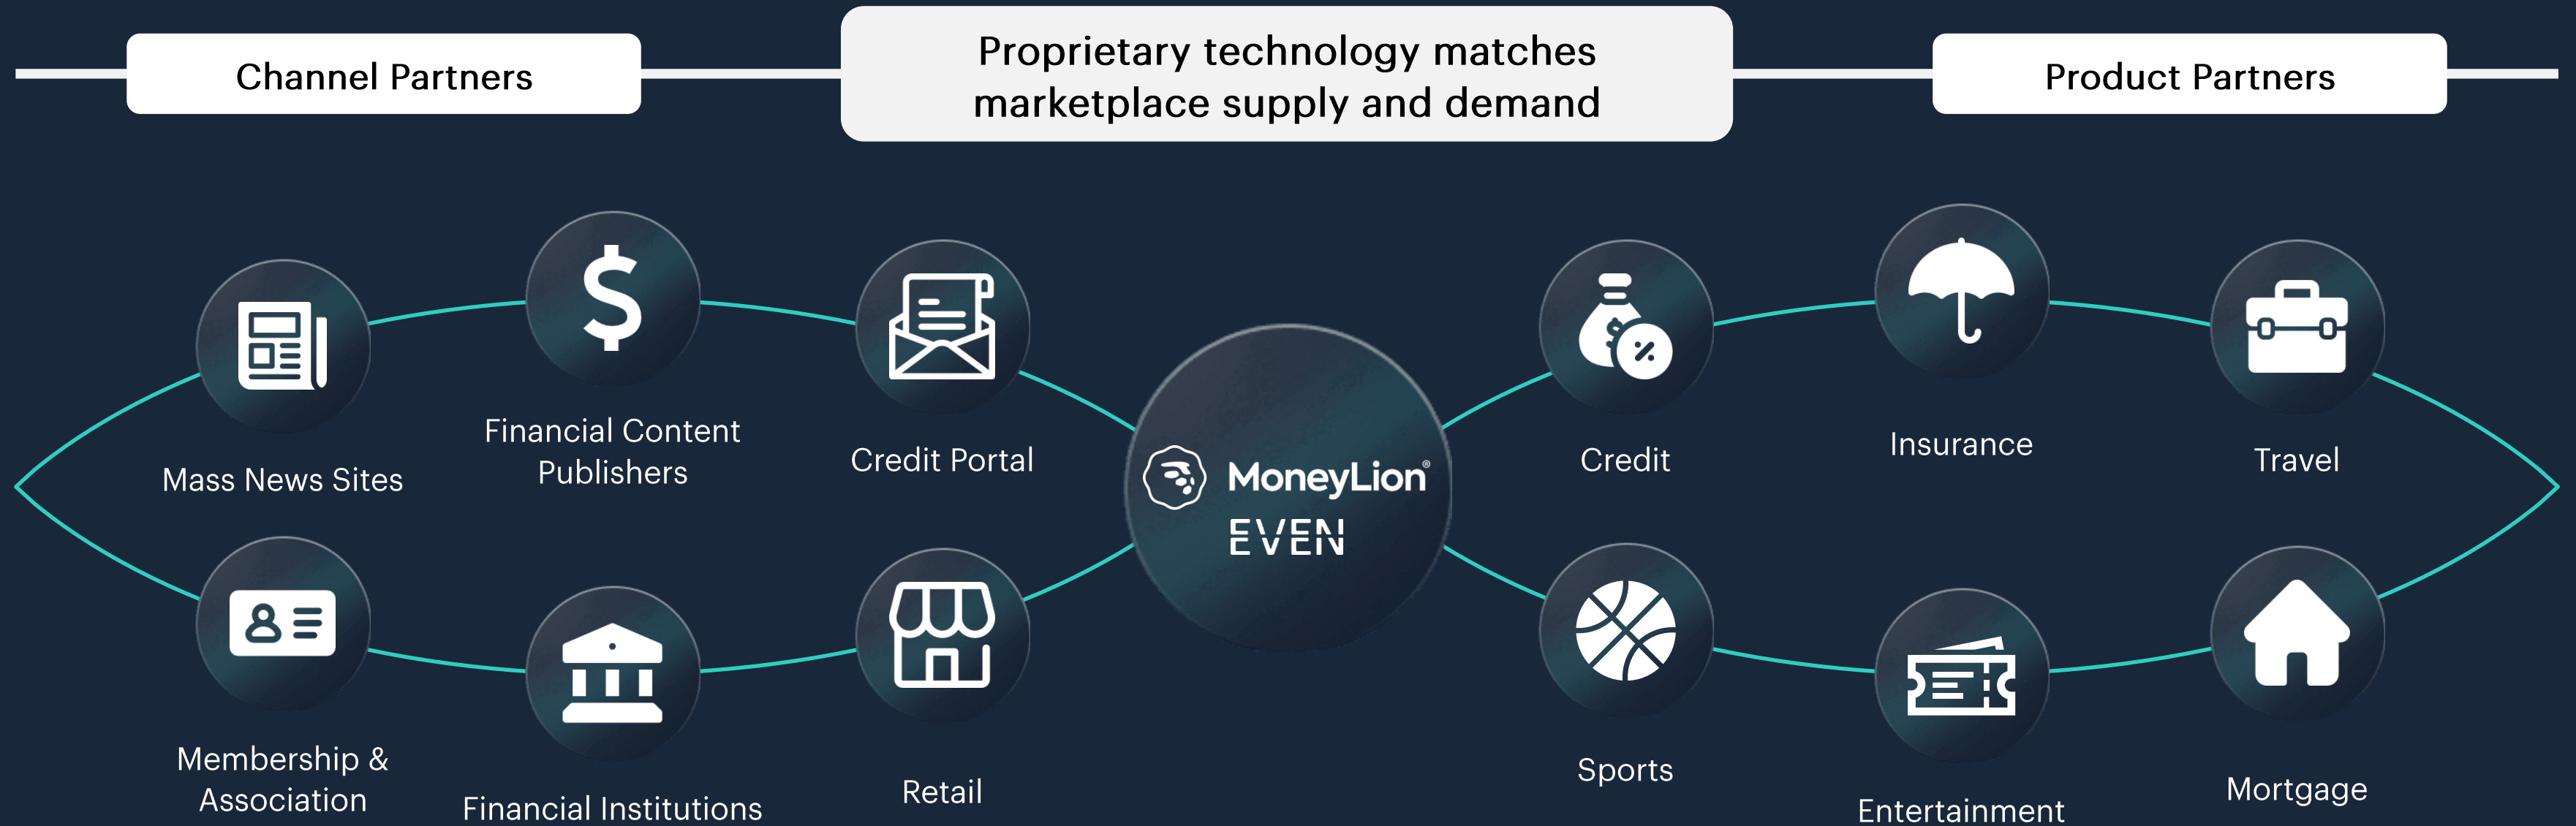 Channel Partners
Proprietary technology matches
marketplace supply and demand
Product Partners
Mass News Sites
Financial Content
Publishers
Credit Portal
Membership &
Association
Financial Institutions
Retail
MoneyLion®
EVEN
Credit
Insurance
Travel
Sports
Entertainment
Mortgage